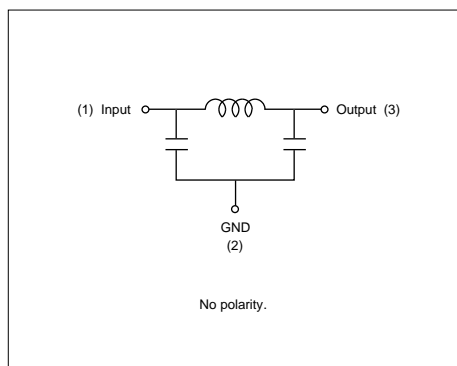 (1) Input Output (3)
GND
(2)
No polarity.